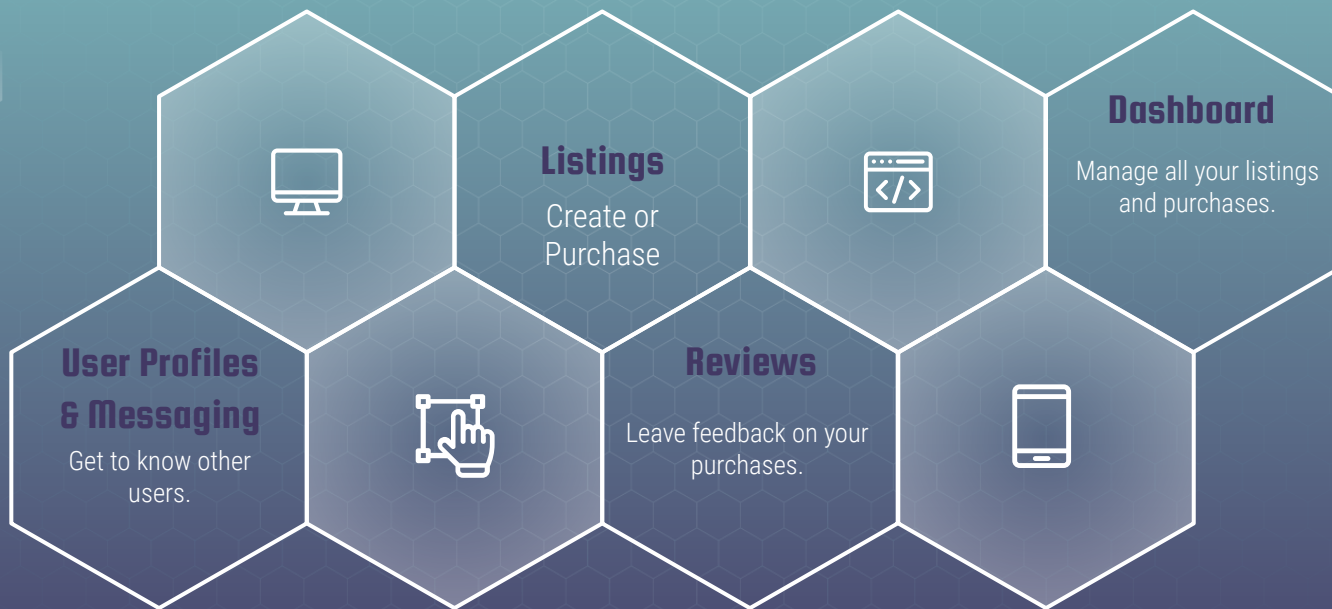 Listings
Create or
Purchase
Dashboard
Manage all your listings
and purchases.
User Profiles
& Messaging
Get to know other
users.
Reviews
Leave feedback on your
purchases.